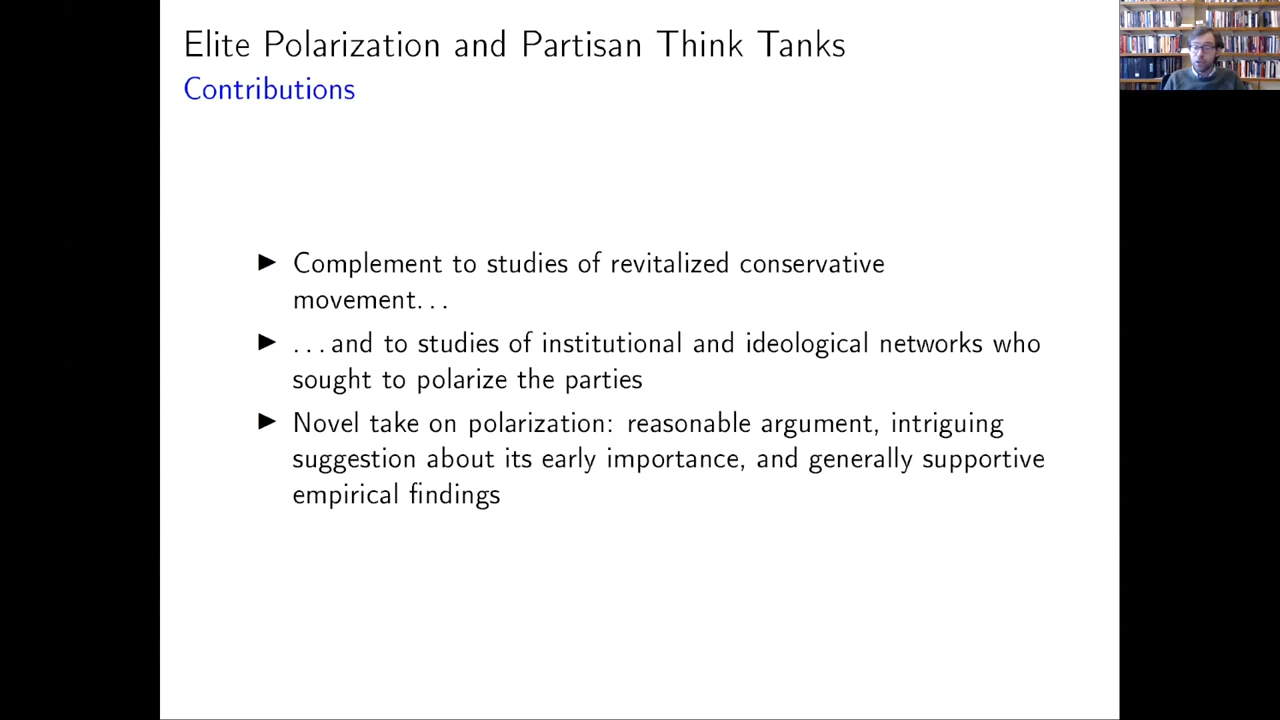 Elite Polarization and Partisan Think Tanks
Contributions
▶ Complement to studies of revitalized conservative
movement...
▶ ...and to studies of institutional and ideological networks who
sought to polarize the parties
▶ Novel take on polarization: reasonable argument, intriguing
suggestion about its early importance, and generally supportive
empirical findings